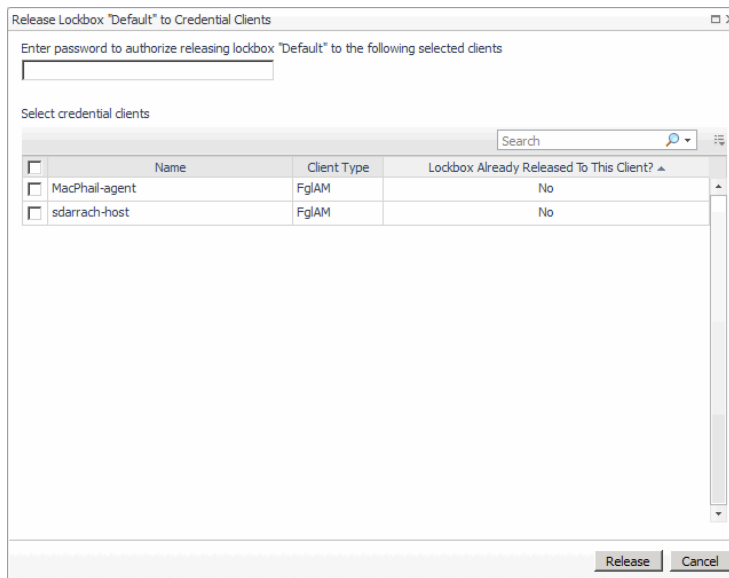 Release Lockbox "Default" to Credential Clients
Enter password to authorize releasing lockbox "Default" to the following selected clients
Select credential clients
Search
Name Client Type Lockbox Already Released To This Client?
MacPhail-agent FglAM No
sdarrach-host FglAM No
Release Cancel